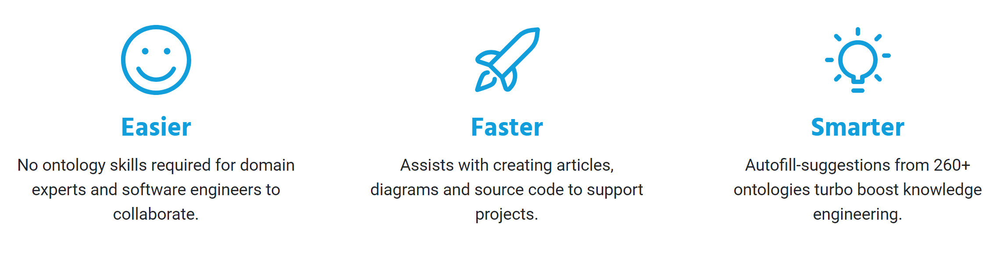 Easier
No ontology skills required for domain
experts and software engineers to
collaborate.
Faster
Assists with creating articles,
diagrams and source code to support
projects.
Smarter
Autofill-suggestions from 260+
ontologies turbo boost knowledge
engineering.